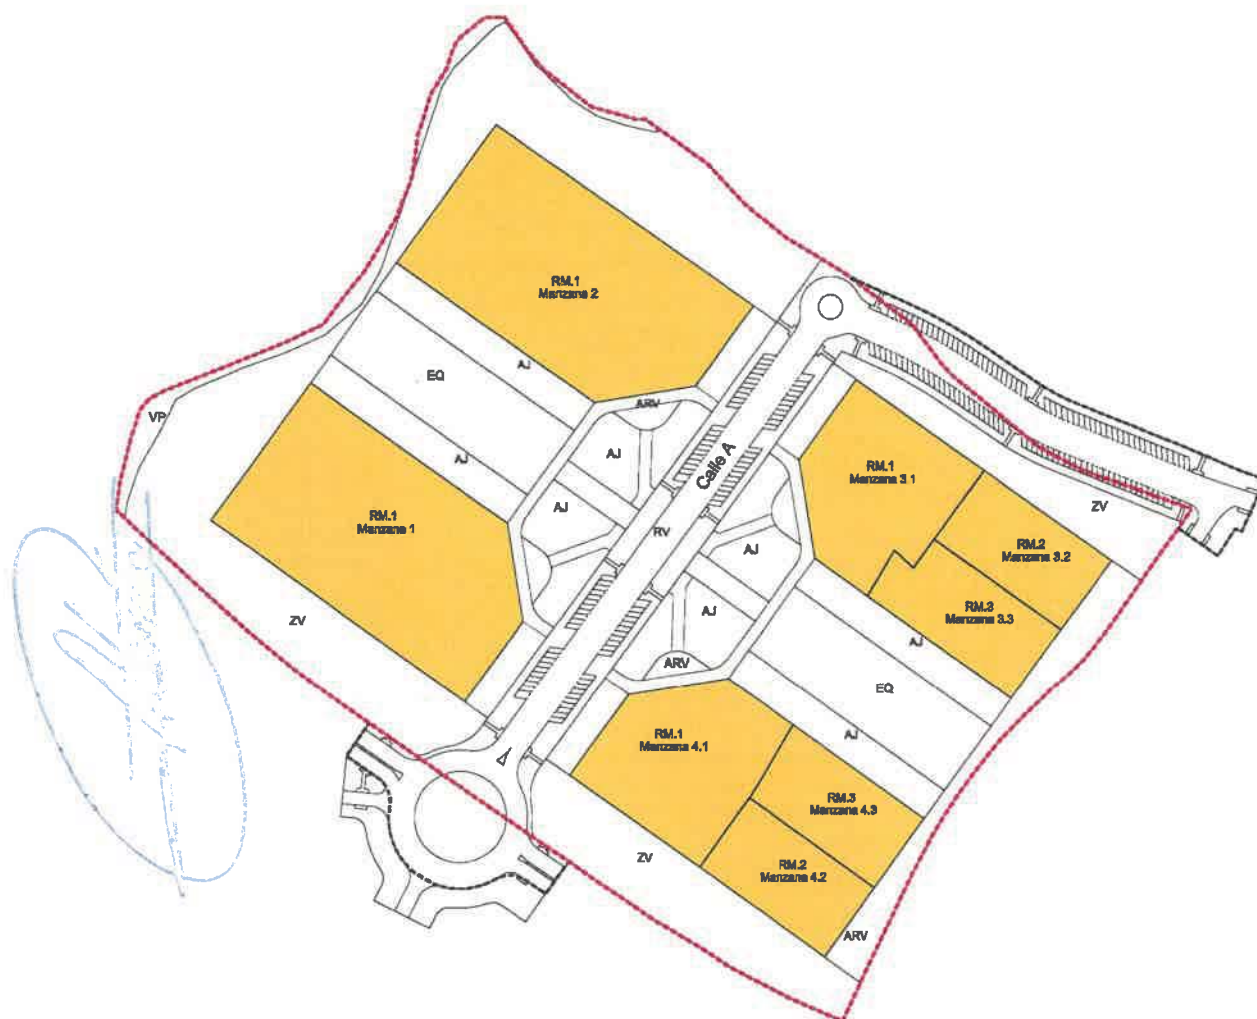 RM.1
Manzana 2
AJ
EQ
ARV
VP
AJ
AJ
Calle A
RM.1
Manzana 3.1
RM.1
Manzana 1
AJ
ZV
RV
AJ
RM.2
Manzana 3.2
RM.3
Manzana 3.3
AJ
ZV
AJ
ARV
EQ
RM.1
Manzana 4.1
AJ
RM.3
Manzana 4.3
ZV
RM.2
Manzana 4.2
ARV